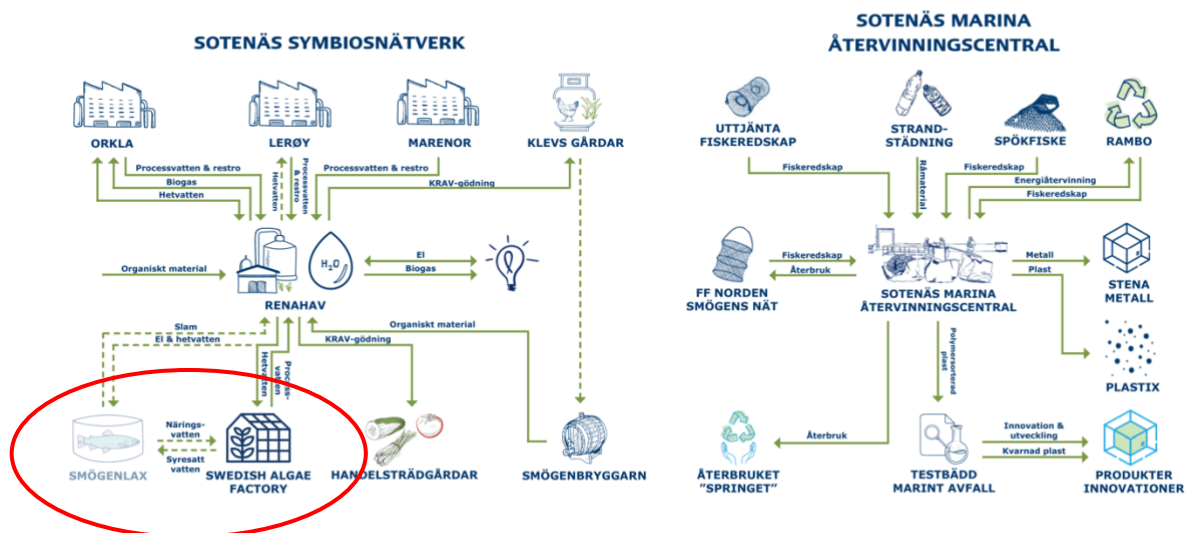 SOTENÄS SYMBIOSNÄTVERK
ORKLA
LERØY
MARENOR
KLEVS GÅRDAR
Processvatten & restro
Biogas
Hetvatten
Hetvatten
Processvatten
& restro
Processvatten & restro
KRAV-gödning
Organiskt material
H₂O
El
Biogas
RENAHAV
Slam
El & hetvatten
Hetvatten
Process-
vatten
KRAV-gödning
Organiskt material
SMÖGENLAX
Närings-
vatten
Syresatt
vatten
SWEDISH ALGAE
FACTORY
HANDELSTRÄDGÅRDAR
SMÖGENBRYGGARN
SOTENÄS MARINA
ÅTERVINNINGSCENTRAL
UTTJÄNTA
FISKEREDSKAP
STRAND-
STÄDNING
SPÖKFISKE
RAMBO
Fiskeredskap
Råmaterial
Fiskeredskap
Energiåtervinning
Fiskeredskap
FF NORDEN
SMÖGENS NÄT
Fiskeredskap
Återbruk
SOTENÄS MARINA
ÅTERVINNINGSCENTRAL
Metall
Plast
STENA
METALL
PLASTIX
Polymersorterad
plast
Återbruk
ÅTERBRUKET
"SPRINGET"
TESTBÄDD
MARINT AVFALL
Innovation &
utveckling
Kvarnad plast
PRODUKTER
INNOVATIONER